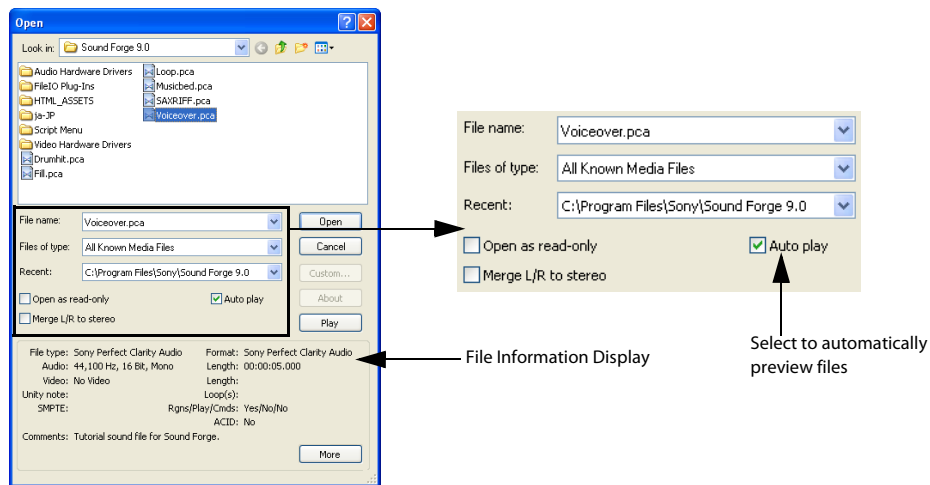 Open
Look in: Sound Forge 9.0
Audio Hardware Drivers
FileIO Plug-Ins
HTML_ASSETS
ja-JP
Script Menu
Video Hardware Drivers
Drumhit.pca
Fill.pca
Loop.pca
Musicbed.pca
SAXRIFF.pca
Voiceover.pca
File name: Voiceover.pca
Open
Files of type: All Known Media Files
Cancel
Recent: C:\Program Files\Sony\Sound Forge 9.0
Custom...
Open as read-only
Auto play
About
Merge L/R to stereo
Play
File type: Sony Perfect Clarity Audio Format: Sony Perfect Clarity Audio
Audio: 44,100 Hz, 16 Bit, Mono Length: 00:00:05.000
Video: No Video Length:
Unity note: Loop(s):
SMPTE: Rgns/Play/Cmds: Yes/No/No
ACID: No
Comments: Tutorial sound file for Sound Forge.
More
File name: Voiceover.pca
Files of type: All Known Media Files
Recent: C:\Program Files\Sony\Sound Forge 9.0
Open as read-only
Auto play
Merge L/R to stereo
File Information Display
Select to automatically
preview files